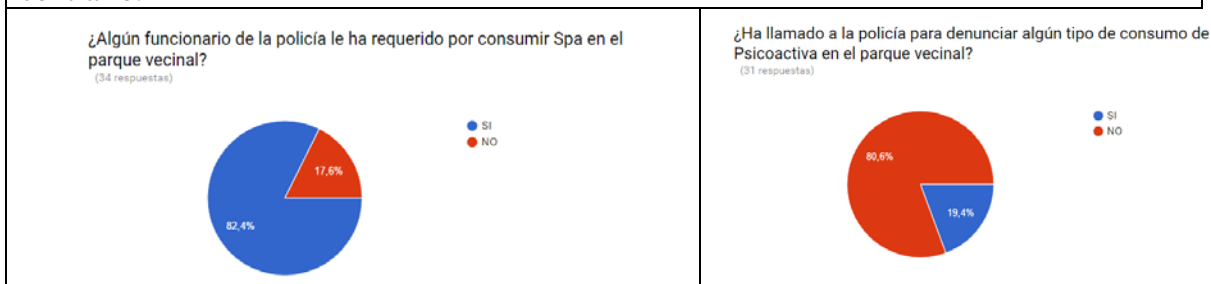 ¿Algún funcionario de la policía le ha requerido por consumir Spa en el
parque vecinal?
(34 respuestas)
SI
NO
17,6%
82,4%
¿Ha llamado a la policía para denunciar algún tipo de consumo de
Psicoactiva en el parque vecinal?
(31 respuestas)
SI
NO
80,6%
19,4%